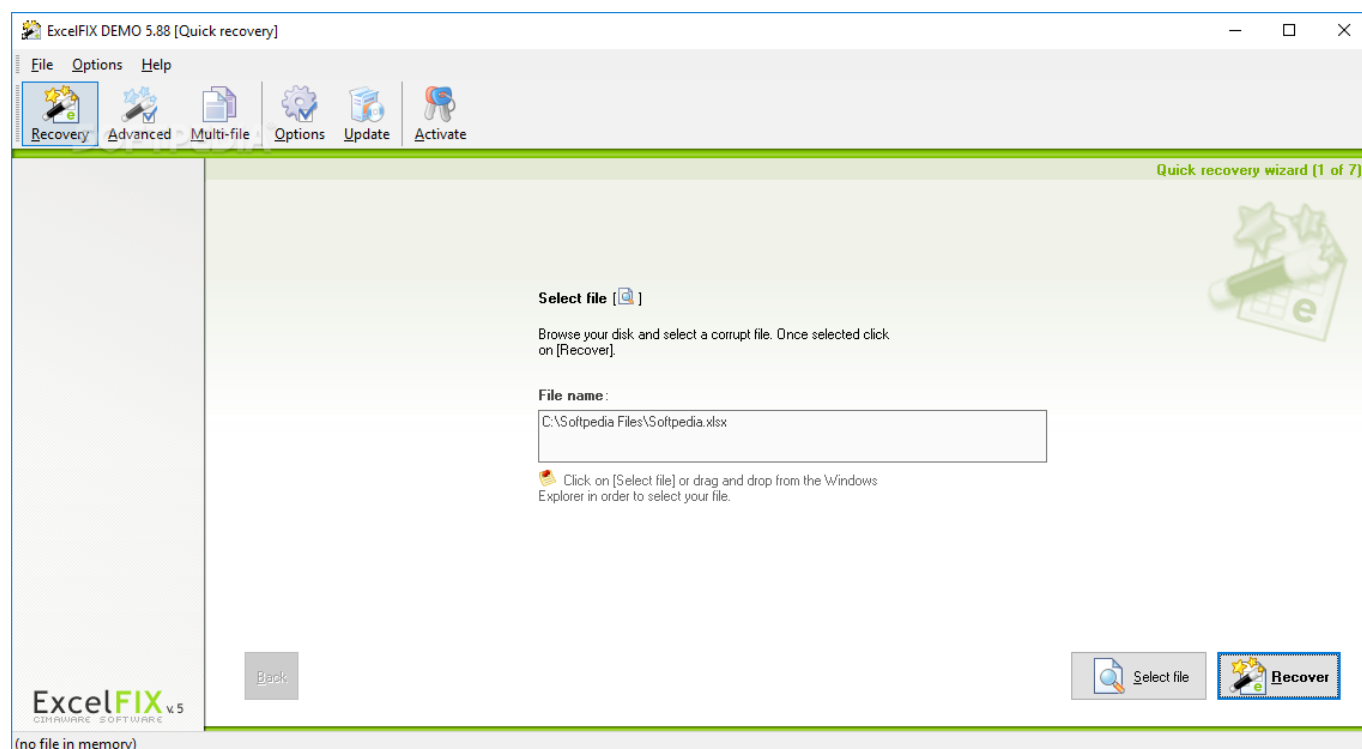 ExcelFIX DEMO 5.88 [Quick recovery]
File Options Help
Recovery Advanced Multi-file Options Update Activate
SOFTPEDIA
Quick recovery wizard (1 of 7)
Select file [ ]
Browse your disk and select a corrupt file. Once selected click
on [Recover].
File name:
C:\Softpedia Files\Softpedia.xlsx
Click on [Select file] or drag and drop from the Windows
Explorer in order to select your file.
Back
Select file
Recover
ExcelFIX v.5
CIMAWARE SOFTWARE
(no file in memory)